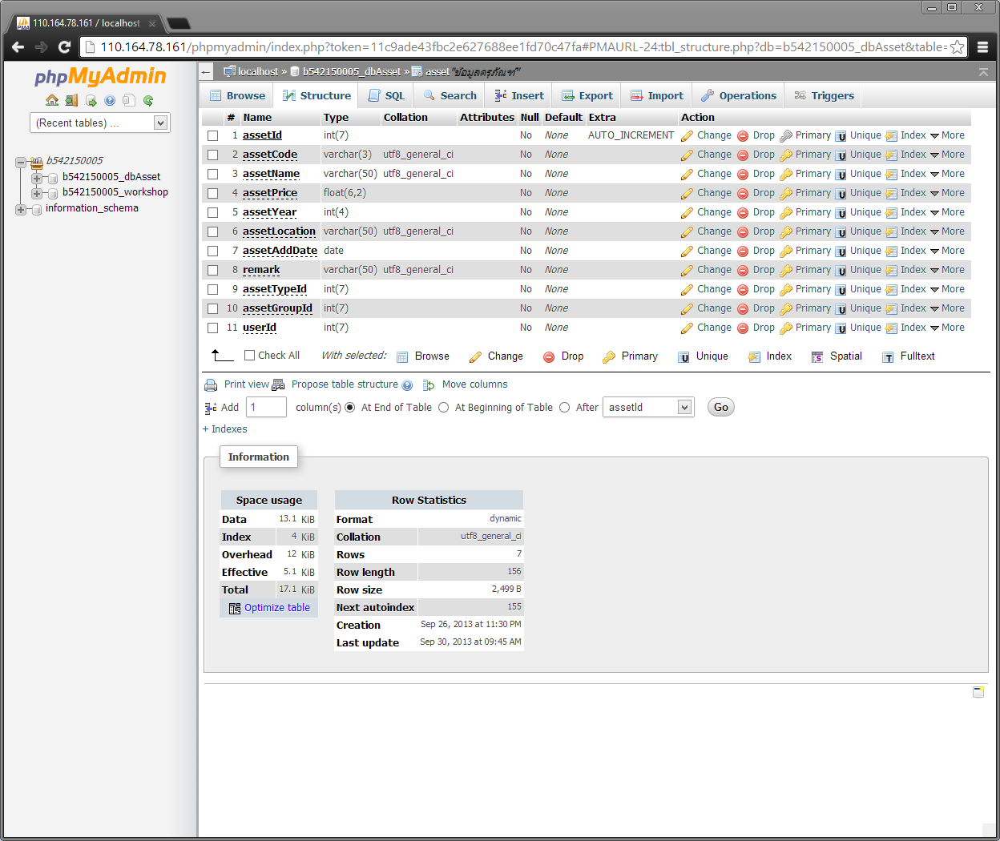 110.164.78.161 / localhost
110.164.78.161/phpmyadmin/index.php?token=11c9ade43fbc2e627688ee1fd70c47fa#PMAURL-24:tbl_structure.php?db=b542150005_dbAsset&table=
phpMyAdmin
(Recent tables) ...
b542150005
b542150005_dbAsset
b542150005_workshop
information_schema
localhost » b542150005_dbAsset » asset "ข้อมูลครุภัณฑ์"
Browse Structure SQL Search Insert Export Import Operations Triggers
# Name Type Collation Attributes Null Default Extra Action
1 assetId int(7) No None AUTO_INCREMENT Change Drop Primary Unique Index More
2 assetCode varchar(3) utf8_general_ci No None Change Drop Primary Unique Index More
3 assetName varchar(50) utf8_general_ci No None Change Drop Primary Unique Index More
4 assetPrice float(6,2) No None Change Drop Primary Unique Index More
5 assetYear int(4) No None Change Drop Primary Unique Index More
6 assetLocation varchar(50) utf8_general_ci No None Change Drop Primary Unique Index More
7 assetAddDate date No None Change Drop Primary Unique Index More
8 remark varchar(50) utf8_general_ci No None Change Drop Primary Unique Index More
9 assetTypeId int(7) No None Change Drop Primary Unique Index More
10 assetGroupId int(7) No None Change Drop Primary Unique Index More
11 userId int(7) No None Change Drop Primary Unique Index More
Check All With selected: Browse Change Drop Primary Unique Index Spatial Fulltext
Print view Propose table structure Move columns
Add 1 column(s) At End of Table At Beginning of Table After assetId Go
+ Indexes
Information
Space usage
Data 13.1 KiB
Index 4 KiB
Overhead 12 KiB
Effective 5.1 KiB
Total 17.1 KiB
Optimize table
Row Statistics
Format dynamic
Collation utf8_general_ci
Rows 7
Row length 156
Row size 2,499 B
Next autoindex 155
Creation Sep 26, 2013 at 11:30 PM
Last update Sep 30, 2013 at 09:45 AM